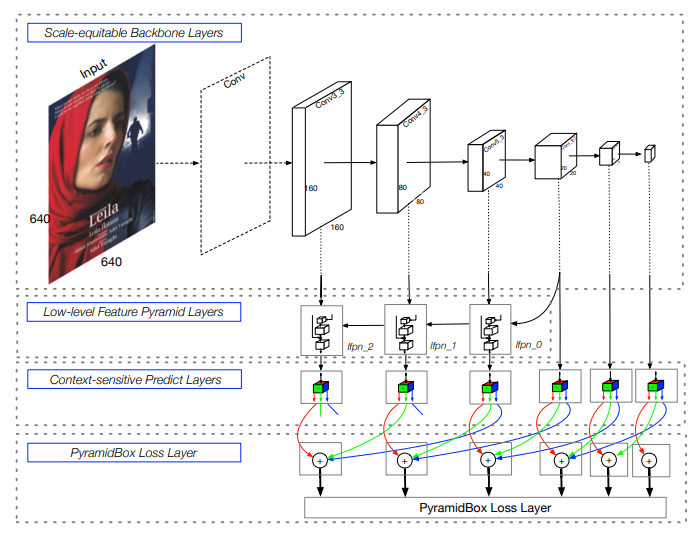 Scale-equitable Backbone Layers
Input
Conv
Conv3_3
Conv4_3
Conv5_3
Leila
640
640
160
160
80
80
40
40
20
20
Low-level Feature Pyramid Layers
lfpn_2
lfpn_1
lfpn_0
Context-sensitive Predict Layers
PyramidBox Loss Layer
+
+
+
+
+
+
PyramidBox Loss Layer